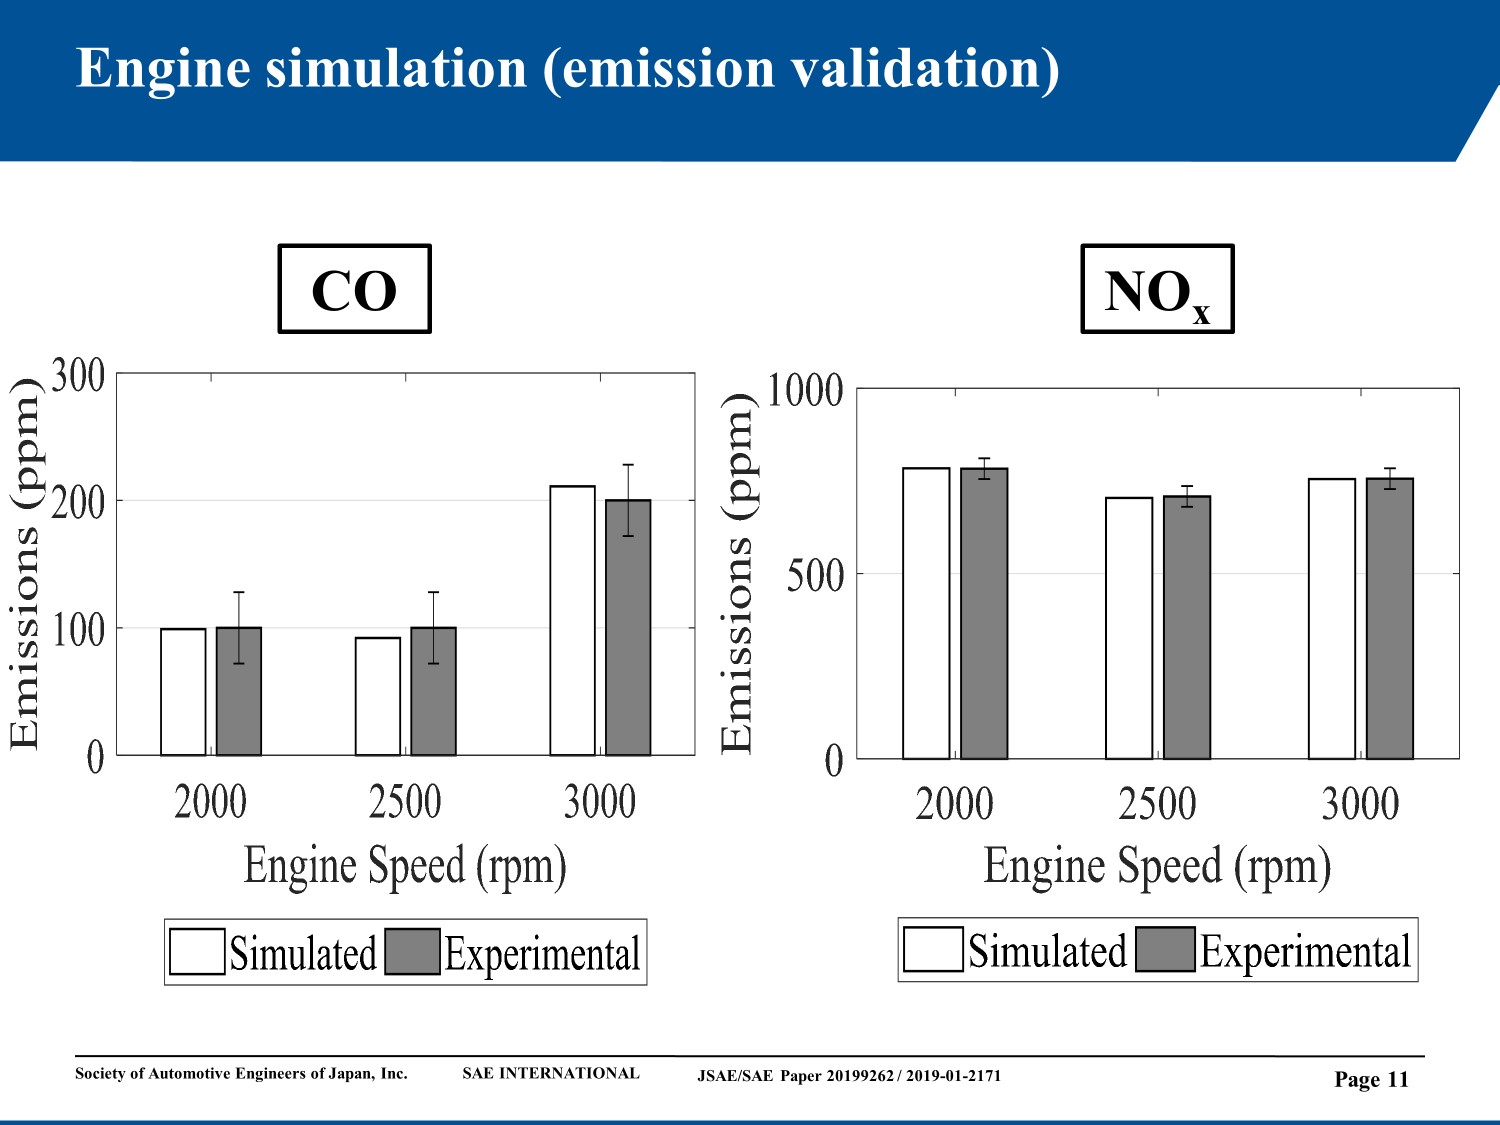 Engine simulation (emission validation)
CO
NOx
Emissions (ppm)
300
200
100
0
2000 2500 3000
Engine Speed (rpm)
Simulated Experimental
Emissions (ppm)
1000
500
0
2000 2500 3000
Engine Speed (rpm)
Simulated Experimental
Society of Automotive Engineers of Japan, Inc. SAE INTERNATIONAL JSAE/SAE Paper 20199262 / 2019-01-2171 Page 11